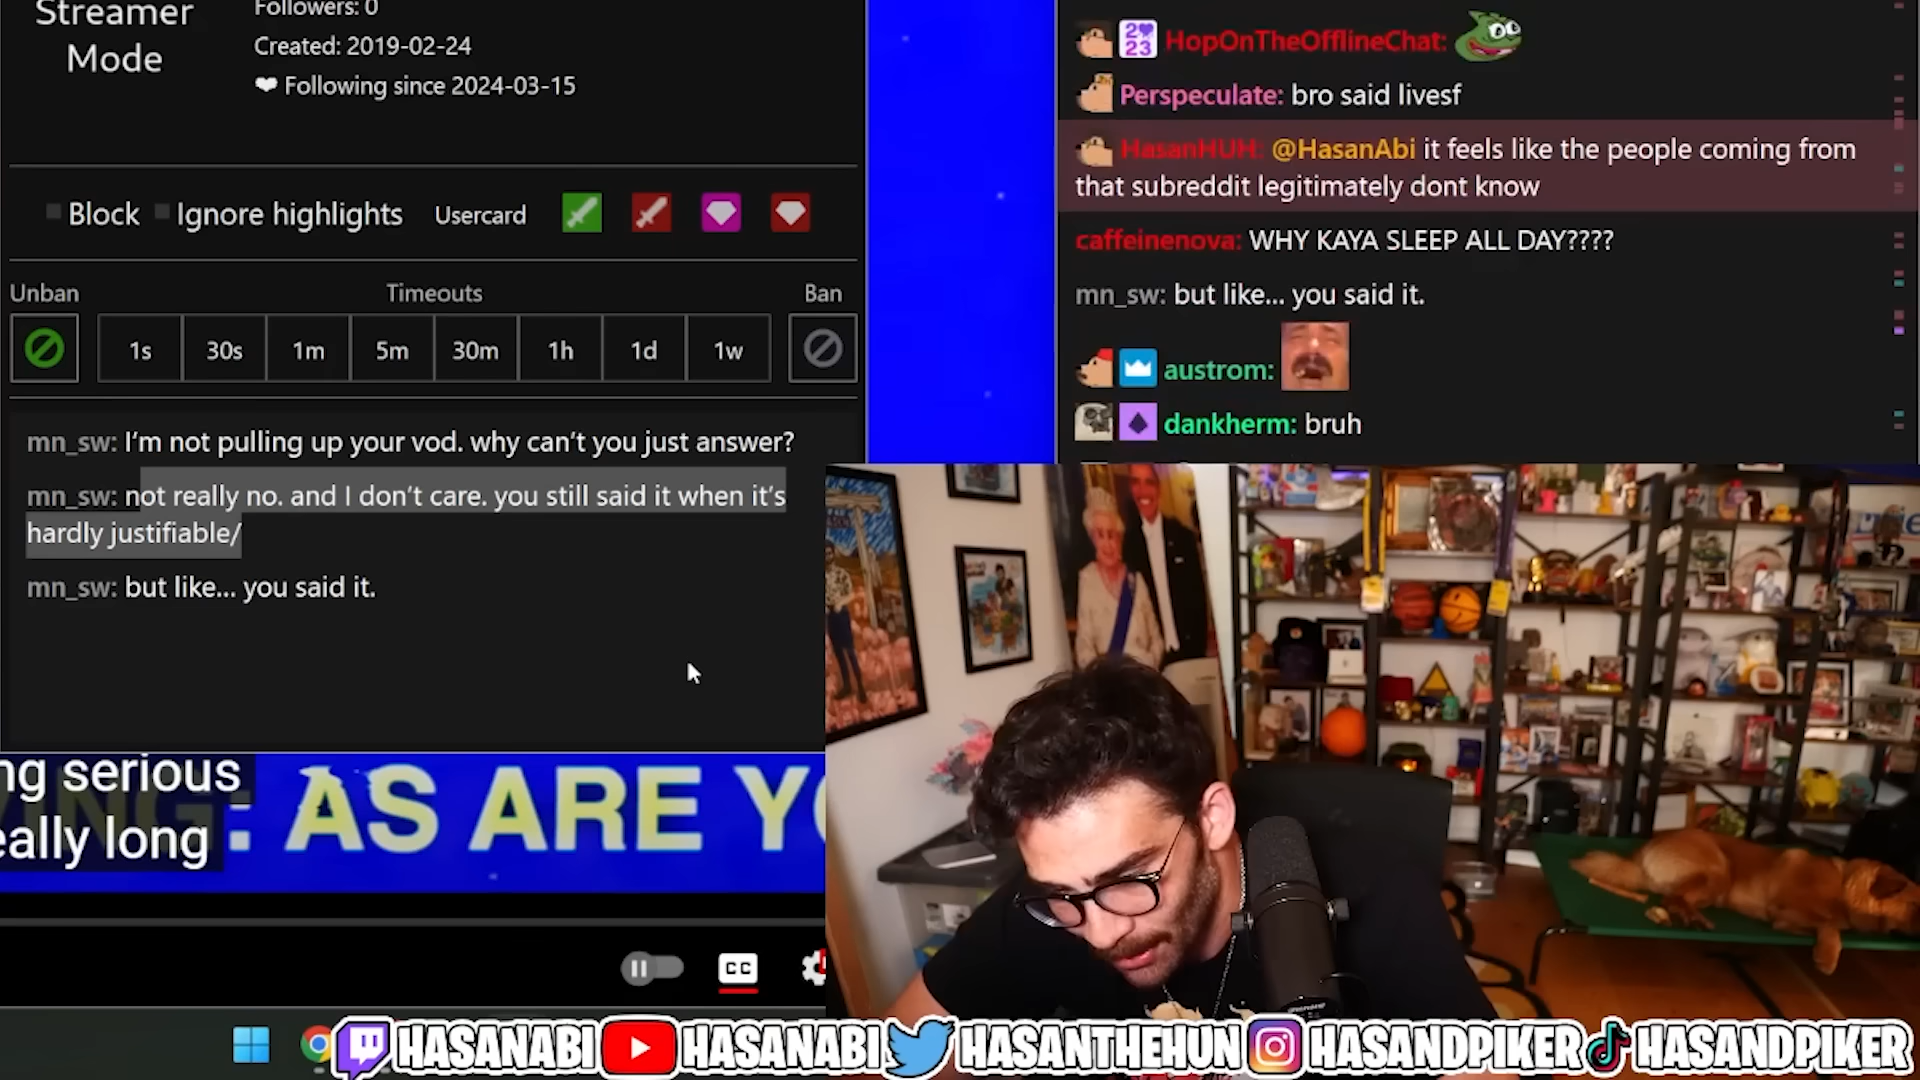 Streamer
Mode
Followers: 0
Created: 2019-02-24
❤ Following since 2024-03-15
Block Ignore highlights Usercard
Unban Timeouts Ban
1s 30s 1m 5m 30m 1h 1d 1w
mn_sw: I'm not pulling up your vod. why can't you just answer?
mn_sw: not really no. and I don't care. you still said it when it's
hardly justifiable/
mn_sw: but like... you said it.
2 23 HopOnTheOfflineChat:
Perspeculate: bro said livesf
HasanHUH: @HasanAbi it feels like the people coming from
that subreddit legitimately dont know
caffeinenova: WHY KAYA SLEEP ALL DAY????
mn_sw: but like... you said it.
austrom:
dankherm: bruh
ng serious
eally long
: AS ARE YO
CC
HASANABI HASANABI HASANTHEHUN HASANDPIKER HASANDPIKER